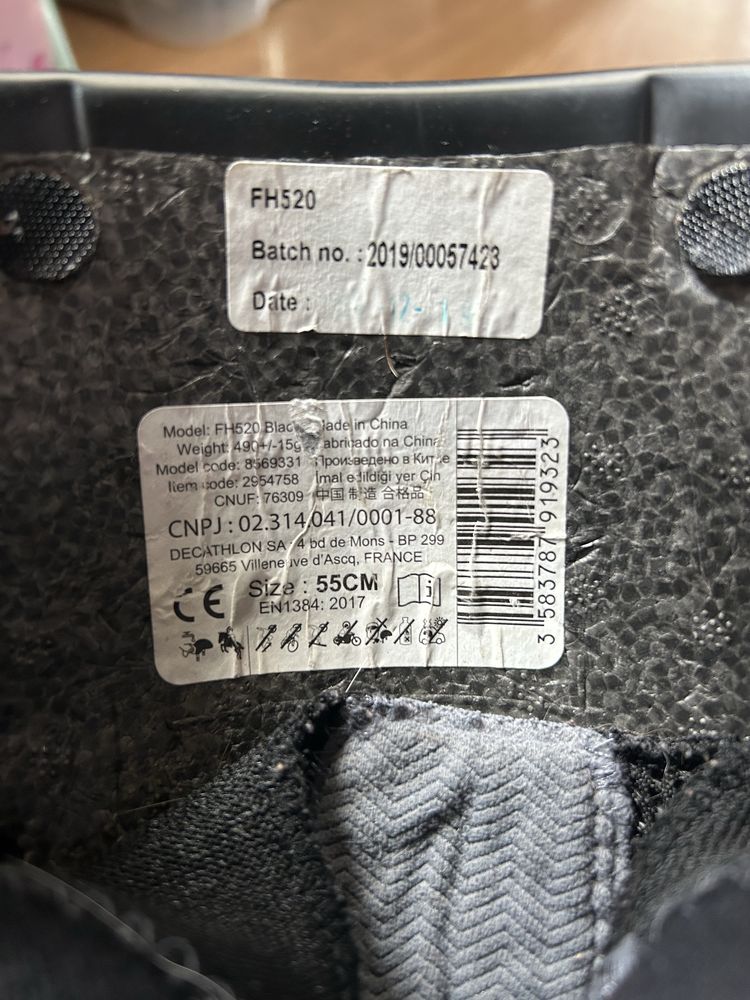 FH520
Batch no. : 2019/00057423
Date : 12-
Model: FH520 Made in China
Weight: 490+/-15g Fabricado na China
Model code: 8569331 Произведено в Китае
Item code: 2954758 İmal edildiği yer Çin
CNUF: 76309 中国 制造 合格品
CNPJ : 02.314.041/0001-88
DECATHLON SA - 4 bd de Mons - BP 299
59665 Villeneuve d'Ascq, FRANCE
CE
Size : 55CM
EN1384: 2017
i
3 583787 919323